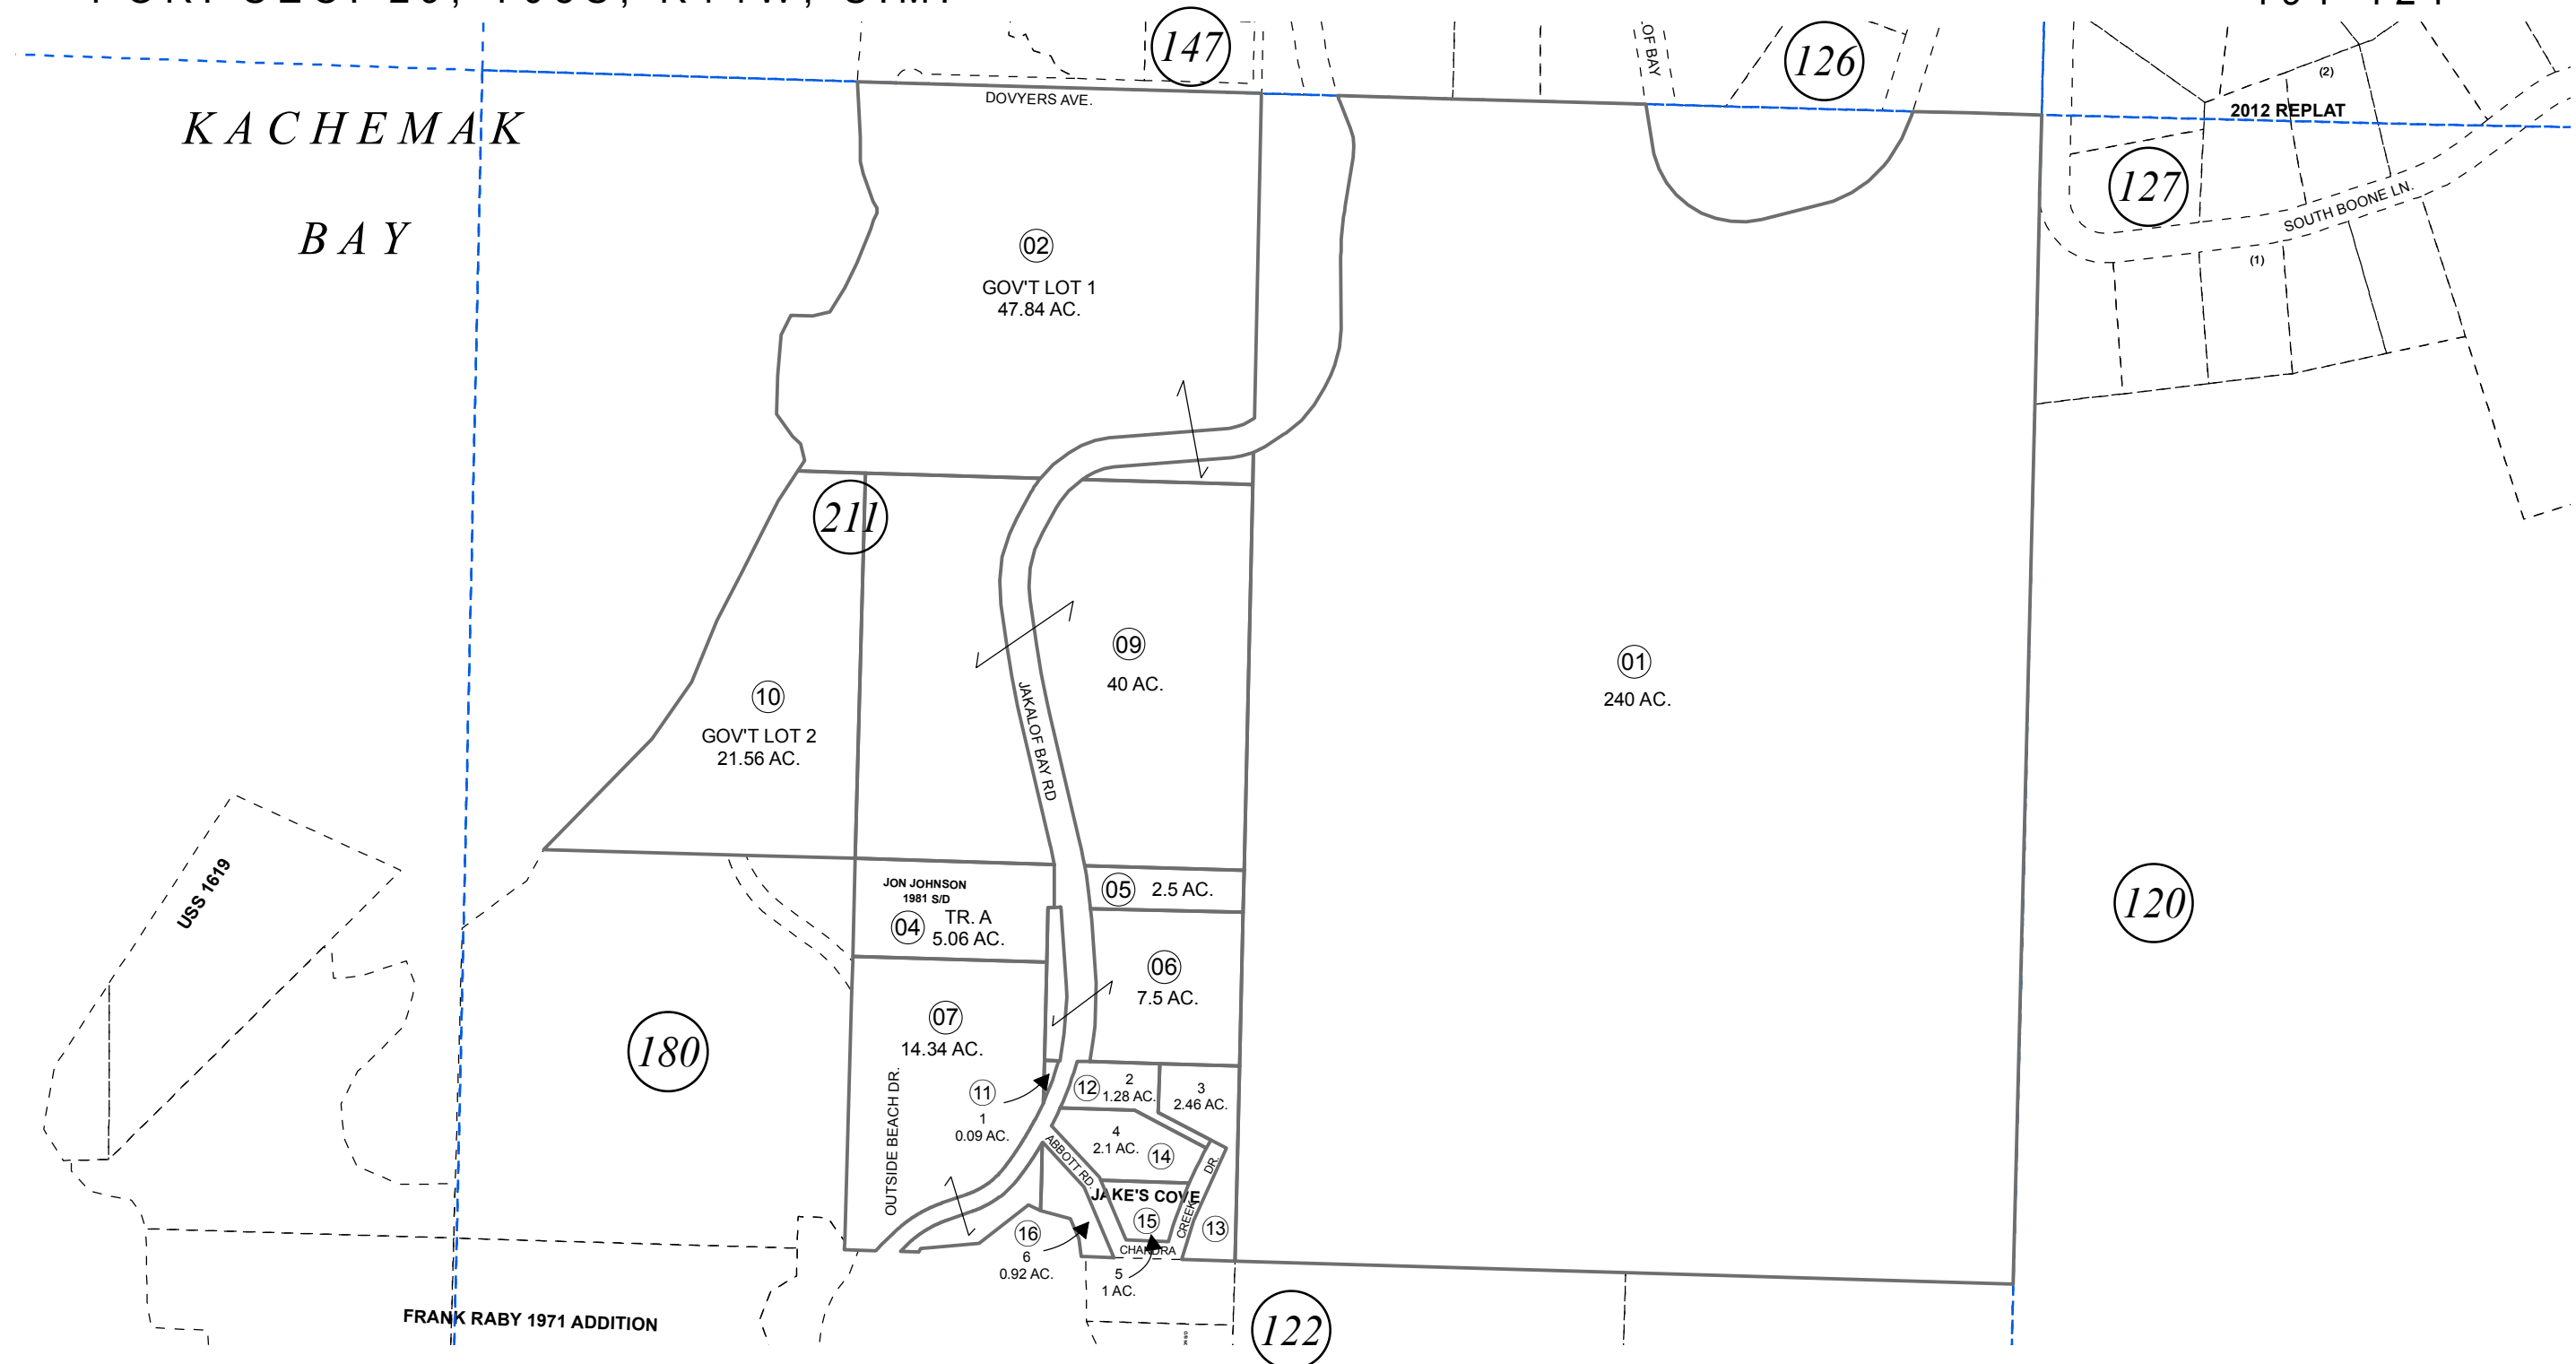 147
126
OF BAY
(2)
DOVYERS AVE.
2012 REPLAT
KACHEMAK
BAY
127
SOUTH BOONE LN.
(1)
02
GOV'T LOT 1
47.84 AC.
211
09
40 AC.
01
240 AC.
10
GOV'T LOT 2
21.56 AC.
JAKALOF BAY RD
USS 1619
JON JOHNSON
1981 S/D
04
TR. A
5.06 AC.
05 2.5 AC.
120
06
7.5 AC.
07
14.34 AC.
180
OUTSIDE BEACH DR.
11
1
0.09 AC.
12
2
1.28 AC.
3
2.46 AC.
4
2.1 AC.
14
ABBOTT RD.
JAKE'S COVE
15
CREEK DR.
13
CHANDRA
16
6
0.92 AC.
5
1 AC.
FRANK RABY 1971 ADDITION
122